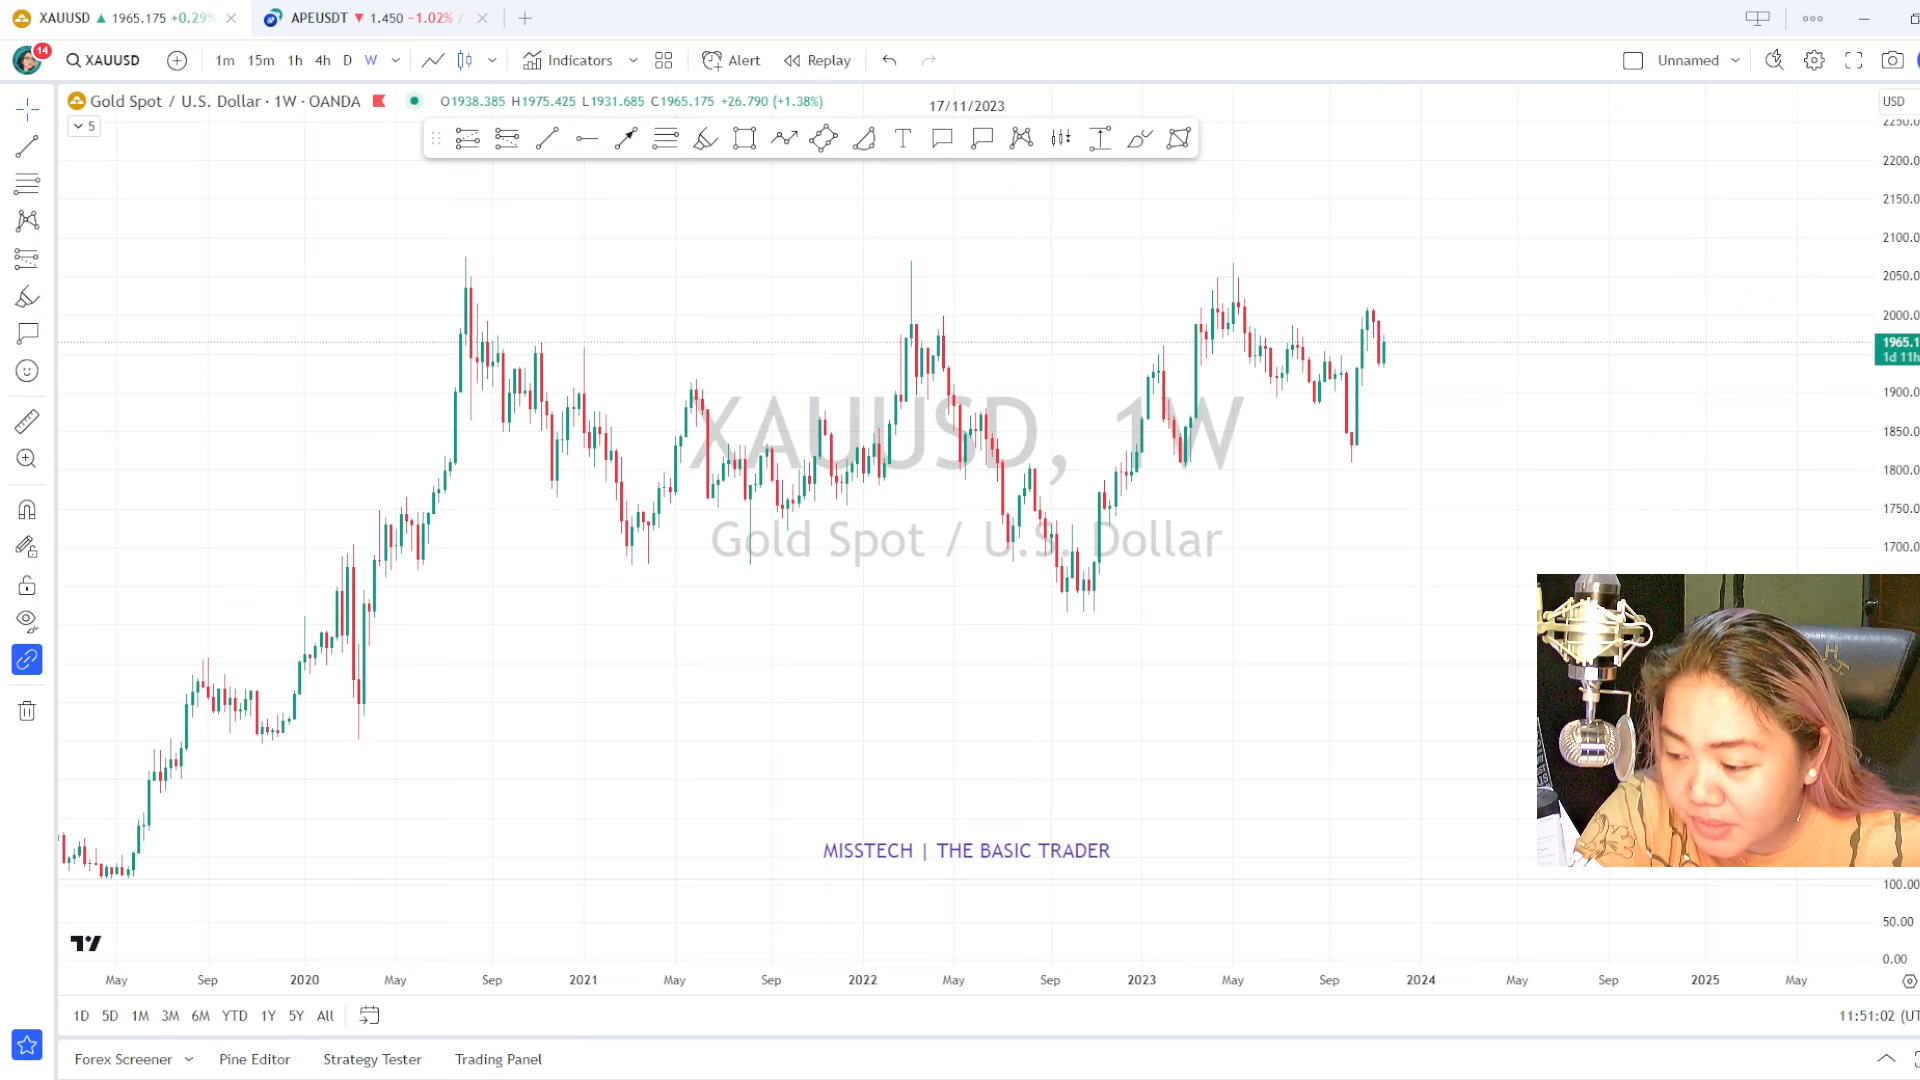 XAUUSD ▲ 1965.175 +0.29%
APEUSDT ▼ 1.450 −1.02% /
14
XAUUSD
1m 15m 1h 4h D W
Indicators
Alert
Replay
Unnamed
Gold Spot / U.S. Dollar · 1W · OANDA
O1938.385 H1975.425 L1931.685 C1965.175 +26.790 (+1.38%)
17/11/2023
USD
5
2250.0
2200.0
2150.0
2100.0
2050.0
2000.0
1965.1
1d 11h
1900.0
1850.0
1800.0
1750.0
1700.0
XAUUSD, 1W
Gold Spot / U.S. Dollar
MISSTECH | THE BASIC TRADER
100.00
50.00
0.00
May Sep 2020 May Sep 2021 May Sep 2022 May Sep 2023 May Sep 2024 May Sep 2025 May
1D 5D 1M 3M 6M YTD 1Y 5Y All
11:51:02 (UT
Forex Screener
Pine Editor
Strategy Tester
Trading Panel